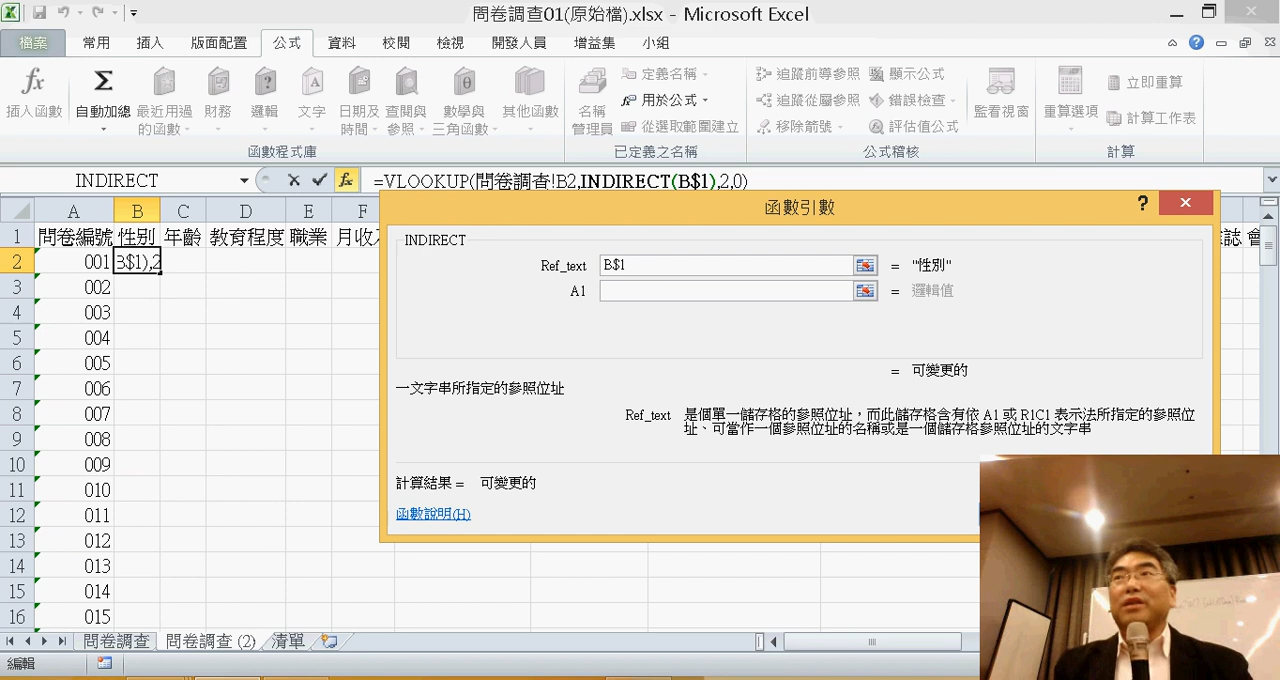 問卷調查01(原始檔).xlsx - Microsoft Excel
檔案 常用 插入 版面配置 公式 資料 校閱 檢視 開發人員 增益集 小組
fx 插入函數
Σ 自動加總
最近用過的函數
財務
? 邏輯
A 文字
日期及時間
查閱與參照
θ 數學與三角函數
其他函數
函數程式庫
名稱管理員
定義名稱
用於公式
從選取範圍建立
已定義之名稱
追蹤前導參照
追蹤從屬參照
移除箭號
顯示公式
錯誤檢查
評估值公式
公式稽核
監看視窗
重算選項
立即重算
計算工作表
計算
INDIRECT
fx =VLOOKUP(問卷調查!B2,INDIRECT(B$1),2,0)
A B C D E F
1 問卷編號 性別 年齡 教育程度 職業 月收入
2 001 B$1),2
3 002
4 003
5 004
6 005
7 006
8 007
9 008
10 009
11 010
12 011
13 012
14 013
15 014
16 015
函數引數
INDIRECT
Ref_text B$1 = "性別"
A1 = 邏輯值
= 可變更的
一文字串所指定的參照位址
Ref_text 是個單一儲存格的參照位址，而此儲存格含有依 A1 或 R1C1 表示法所指定的參照位
址、可當作一個參照位址的名稱或是一個儲存格參照位址的文字串
計算結果 = 可變更的
函數說明(H)
問卷調查 問卷調查 (2) 清單
編輯